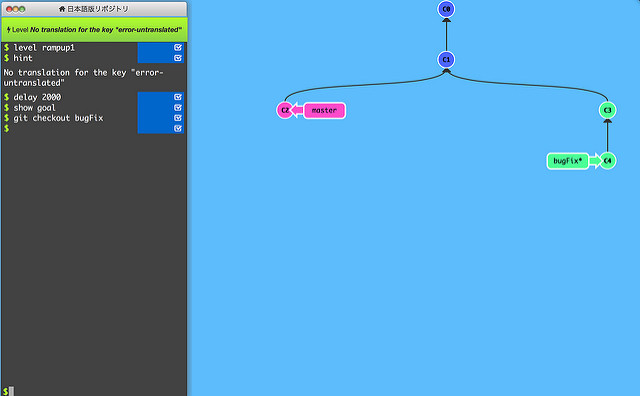 日本語版リポジトリ
Level No translation for the key "error-untranslated"
$ level rampup1
$ hint
No translation for the key "error-
untranslated"
$ delay 2000
$ show goal
$ git checkout bugFix
$
$
C0
C1
C2
master
C3
bugFix*
C4